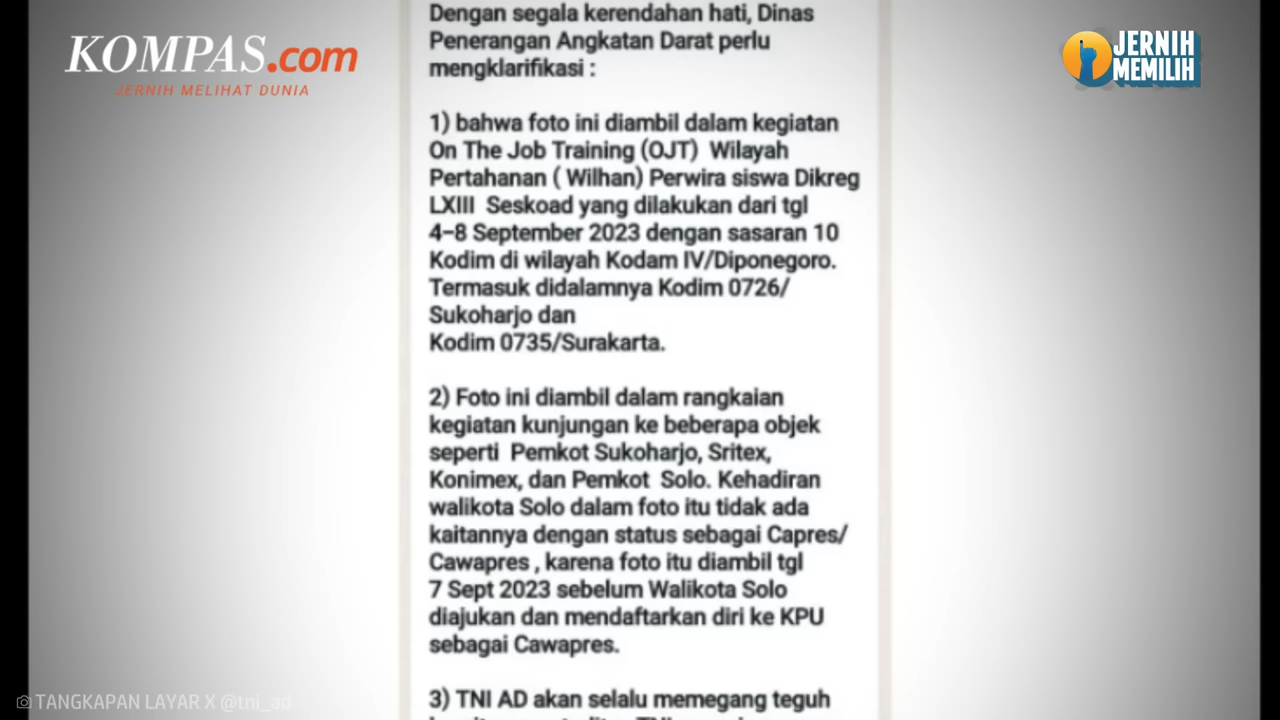 Dengan segala kerendahan hati, Dinas
Penerangan Angkatan Darat perlu
mengklarifikasi :
KOMPAS.com
JERNIH MELIHAT DUNIA
JERNIH
MEMILIH
1) bahwa foto ini diambil dalam kegiatan
On The Job Training (OJT) Wilayah
Pertahanan ( Wilhan) Perwira siswa Dikreg
LXIII Seskoad yang dilakukan dari tgl
4-8 September 2023 dengan sasaran 10
Kodim di wilayah Kodam IV/Diponegoro.
Termasuk didalamnya Kodim 0726/
Sukoharjo dan
Kodim 0735/Surakarta.
2) Foto ini diambil dalam rangkaian
kegiatan kunjungan ke beberapa objek
seperti Pemkot Sukoharjo, Sritex,
Konimex, dan Pemkot Solo. Kehadiran
walikota Solo dalam foto itu tidak ada
kaitannya dengan status sebagai Capres/
Cawapres , karena foto itu diambil tgl
7 Sept 2023 sebelum Walikota Solo
diajukan dan mendaftarkan diri ke KPU
sebagai Cawapres.
3) TNI AD akan selalu memegang teguh
TANGKAPAN LAYAR X @tni_ad